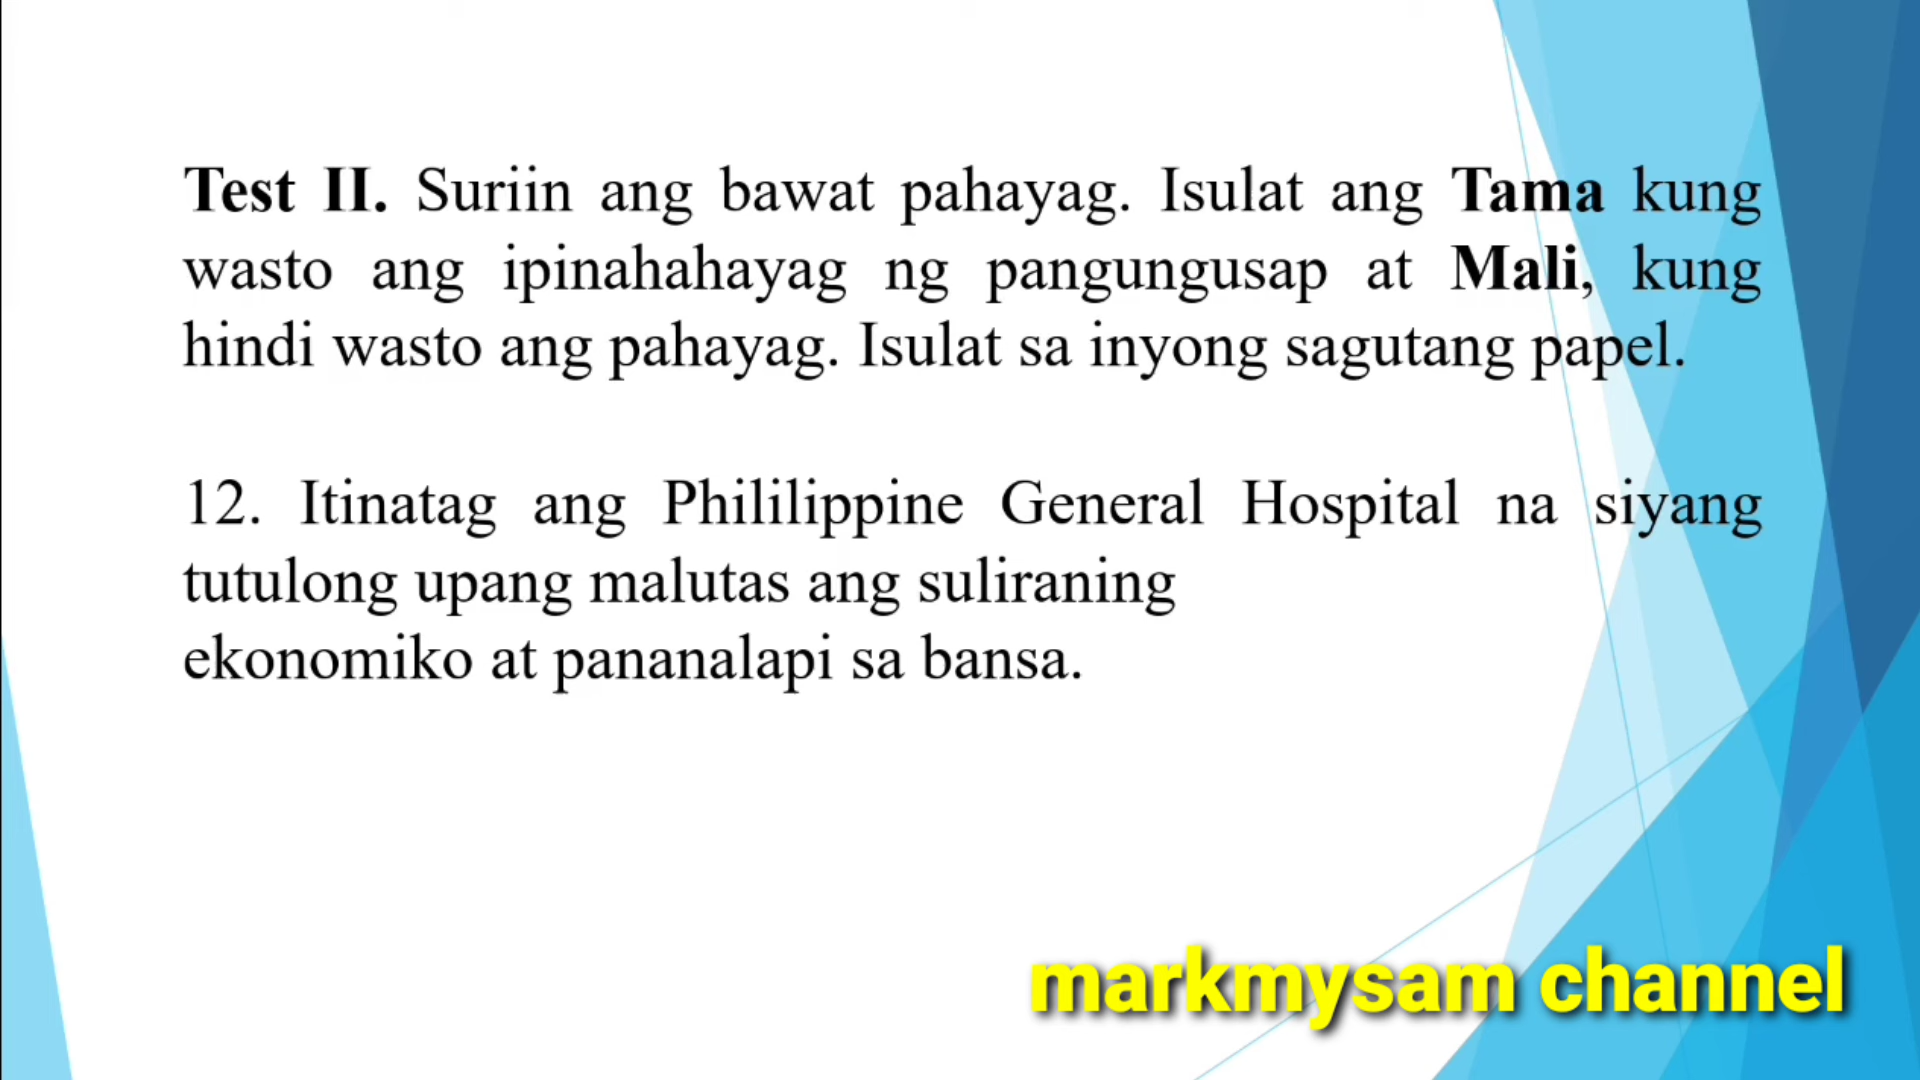 Test II. Suriin ang bawat pahayag. Isulat ang Tama kung
wasto ang ipinahahayag ng pangungusap at Mali, kung
hindi wasto ang pahayag. Isulat sa inyong sagutang papel.
12. Itinatag ang Phililippine General Hospital na siyang
tutulong upang malutas ang suliraning
ekonomiko at pananalapi sa bansa.
markmysam channel